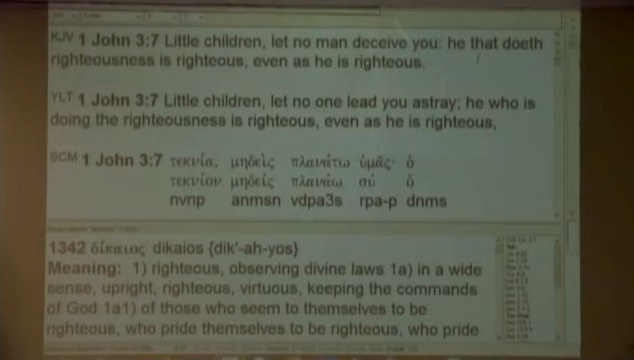 KJV 1 John 3:7 Little children, let no man deceive you: he that doeth
righteousness is righteous, even as he is righteous.
YLT 1 John 3:7 Little children, let no one lead you astray; he who is
doing the righteousness is righteous, even as he is righteous,
SCM 1 John 3:7 τεκνία, μηδεὶς πλανάτω ὑμᾶς· ὁ
τεκνίον μηδείς πλανάω σύ ὁ
nvnp anmsn vdpa3s rpa-p dnms
1342 δίκαιος dikaios {dik'-ah-yos}
Meaning: 1) righteous, observing divine laws 1a) in a wide
sense, upright, righteous, virtuous, keeping the commands
of God 1a1) of those who seem to themselves to be
righteous, who pride themselves to be righteous, who pride